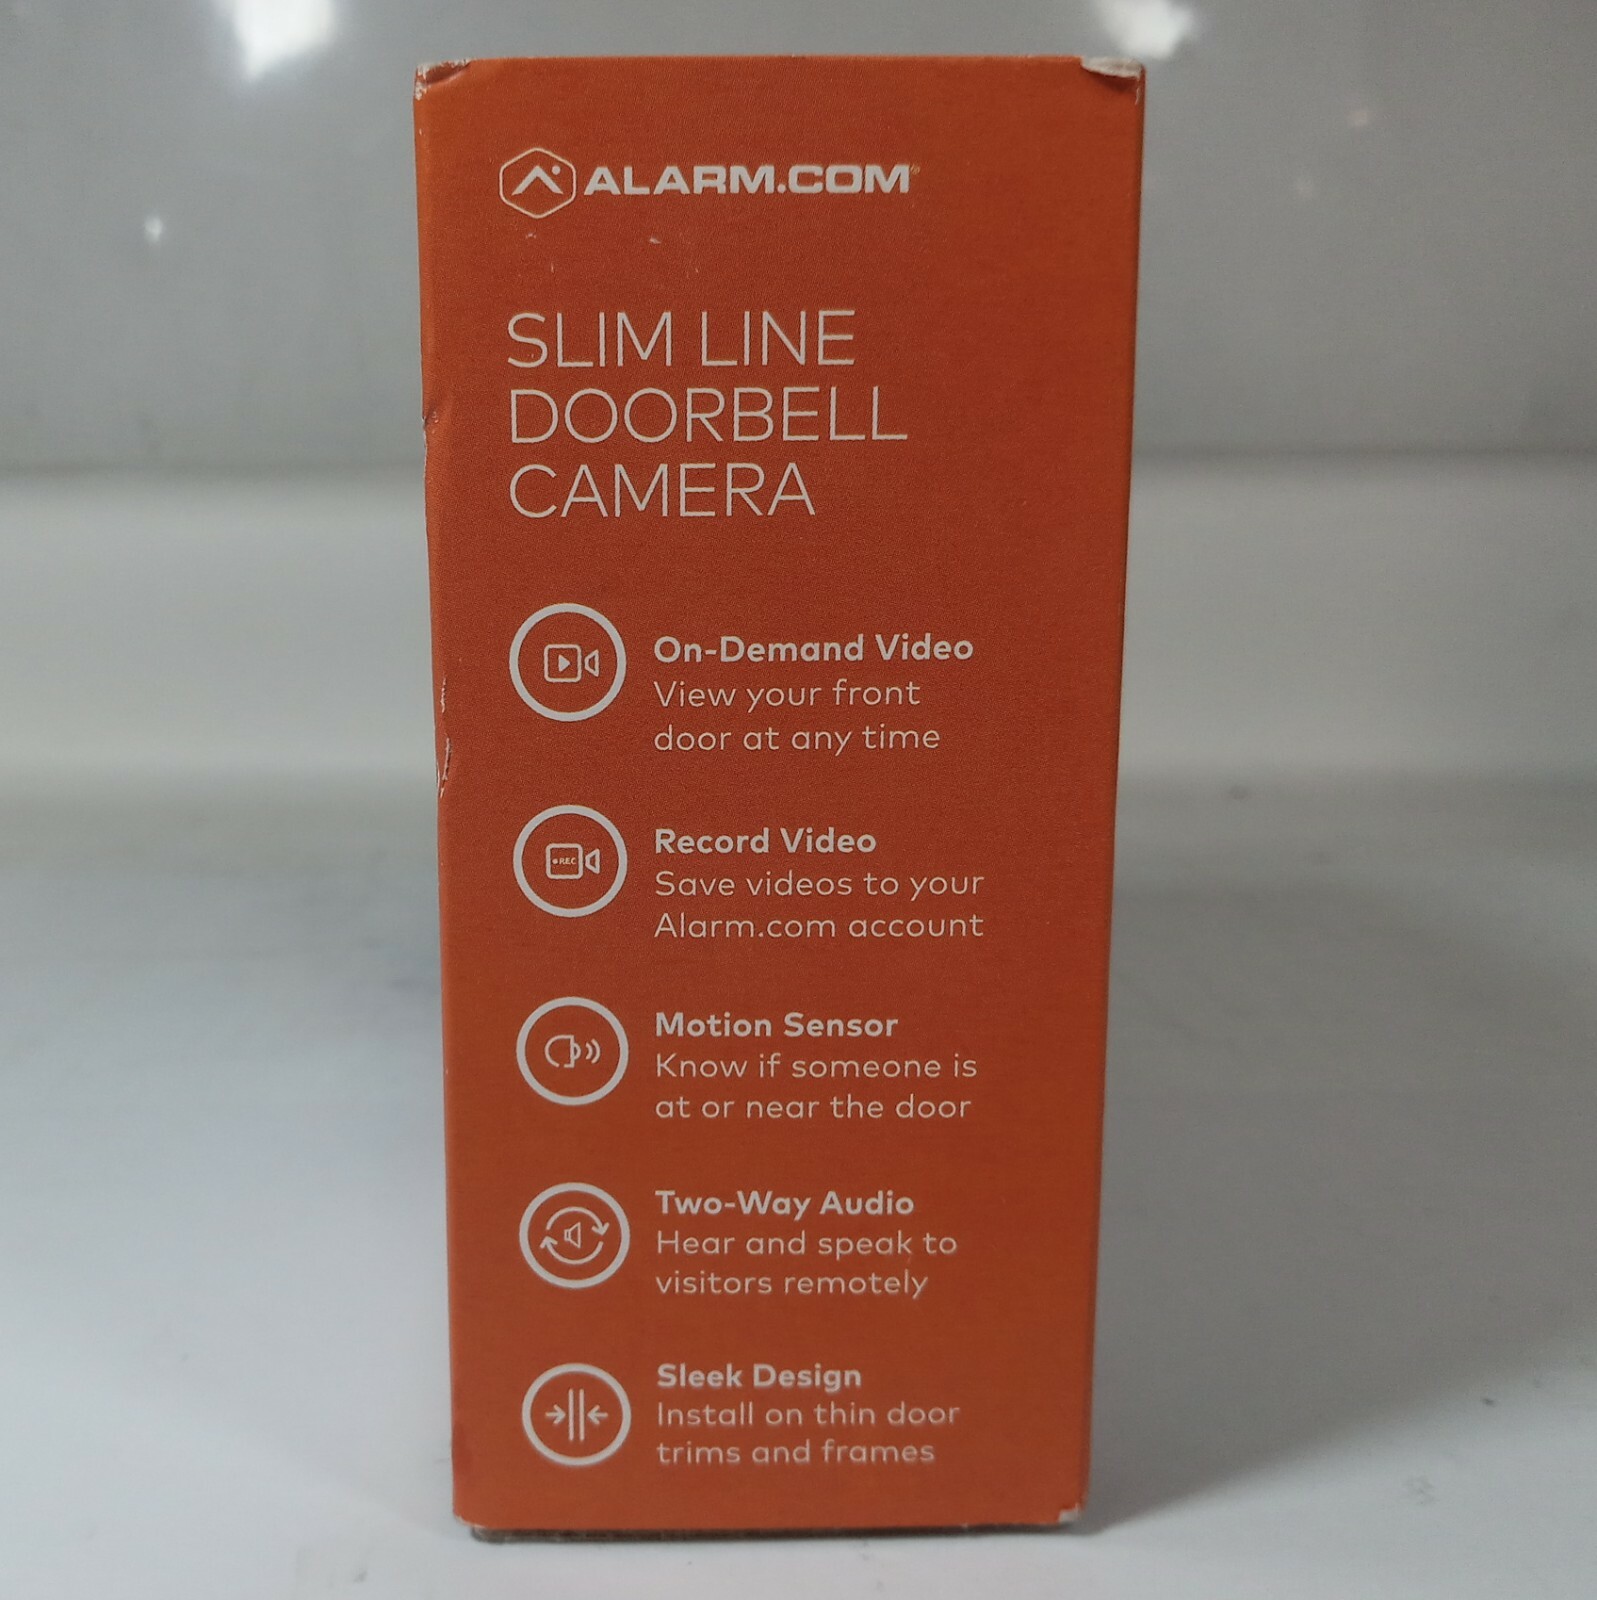 ALARM.COM
SLIM LINE
DOORBELL
CAMERA
On-Demand Video
View your front
door at any time
REC
Record Video
Save videos to your
Alarm.com account
Motion Sensor
Know if someone is
at or near the door
Two-Way Audio
Hear and speak to
visitors remotely
Sleek Design
Install on thin door
trims and frames